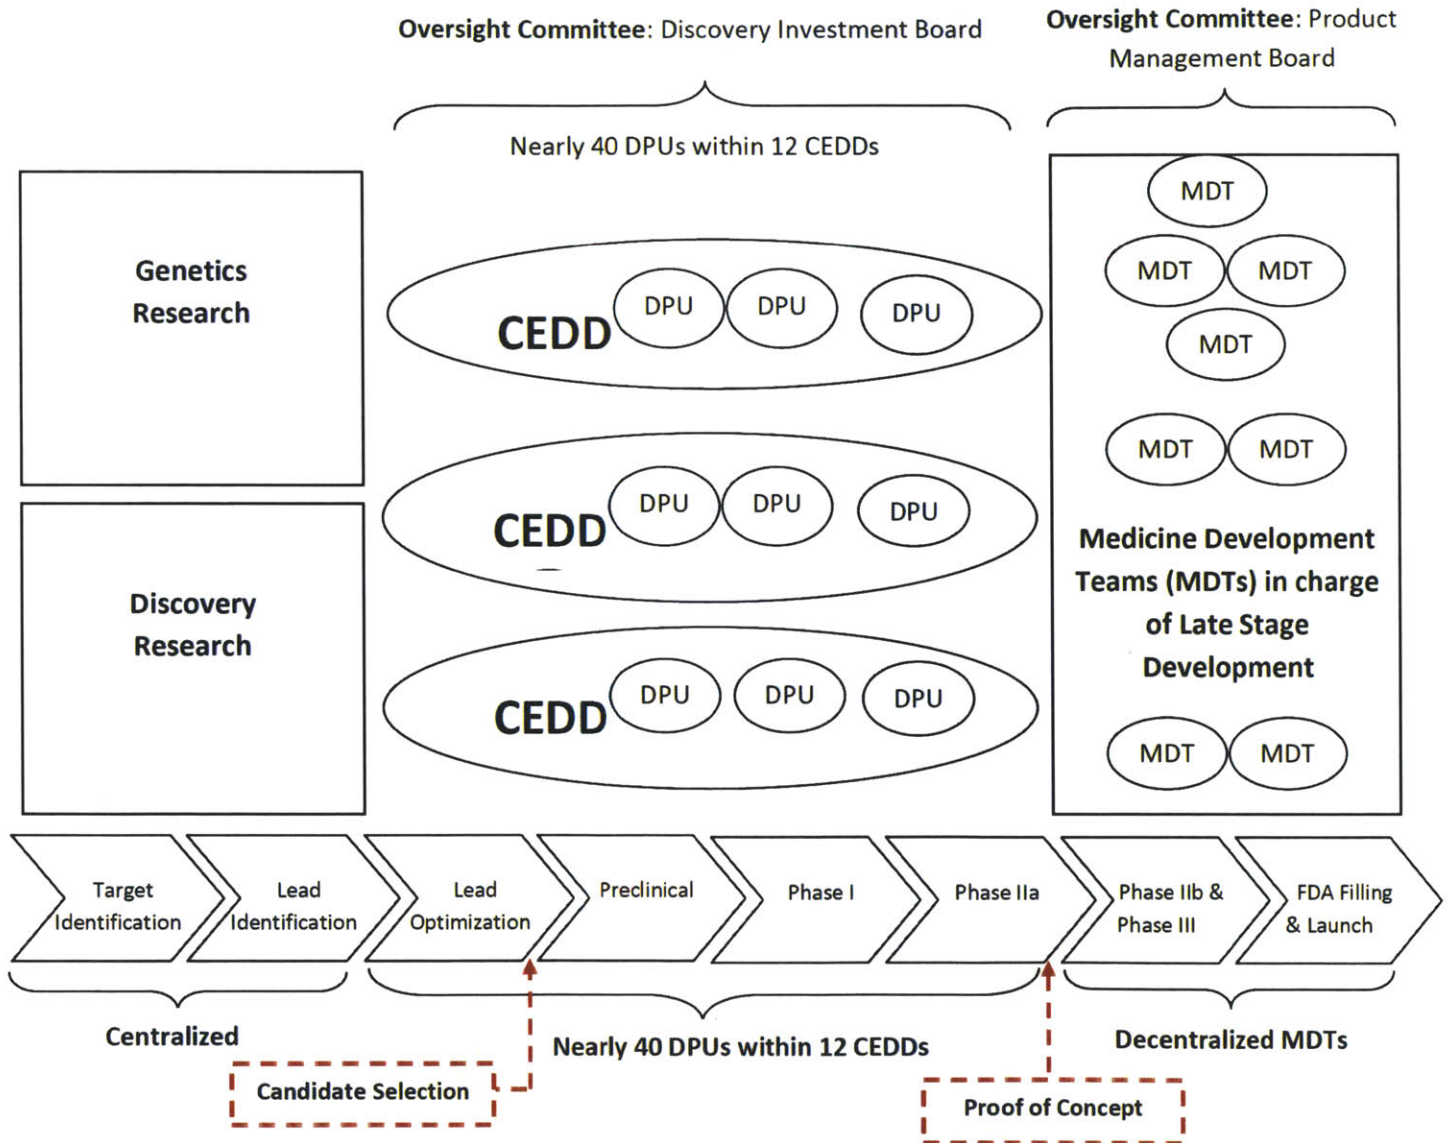 Oversight Committee: Discovery Investment Board
Oversight Committee: Product
Management Board
Nearly 40 DPUs within 12 CEDDs
Genetics
Research
Discovery
Research
CEDD
DPU
DPU
DPU
CEDD
DPU
DPU
DPU
CEDD
DPU
DPU
DPU
MDT
MDT
MDT
MDT
MDT
MDT
Medicine Development
Teams (MDTs) in charge
of Late Stage
Development
MDT
MDT
Target
Identification
Lead
Identification
Lead
Optimization
Preclinical
Phase I
Phase IIa
Phase IIb &
Phase III
FDA Filling
& Launch
Centralized
Nearly 40 DPUs within 12 CEDDs
Decentralized MDTs
Candidate Selection
Proof of Concept